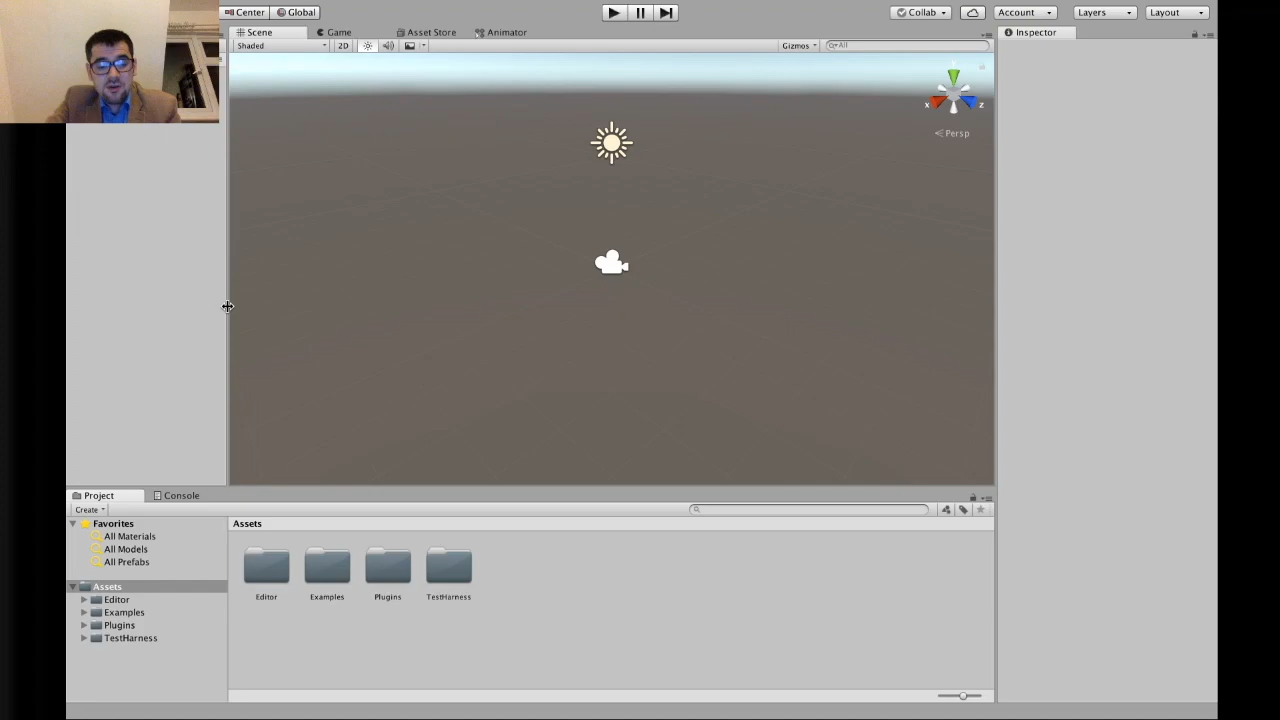 Center Global Collab Account Layers Layout
Scene Game Asset Store Animator Inspector
Shaded 2D Gizmos All
x z
Persp
Project Console
Create
Favorites Assets
All Materials
All Models
All Prefabs
Assets
Editor
Examples
Plugins
TestHarness
Editor Examples Plugins TestHarness